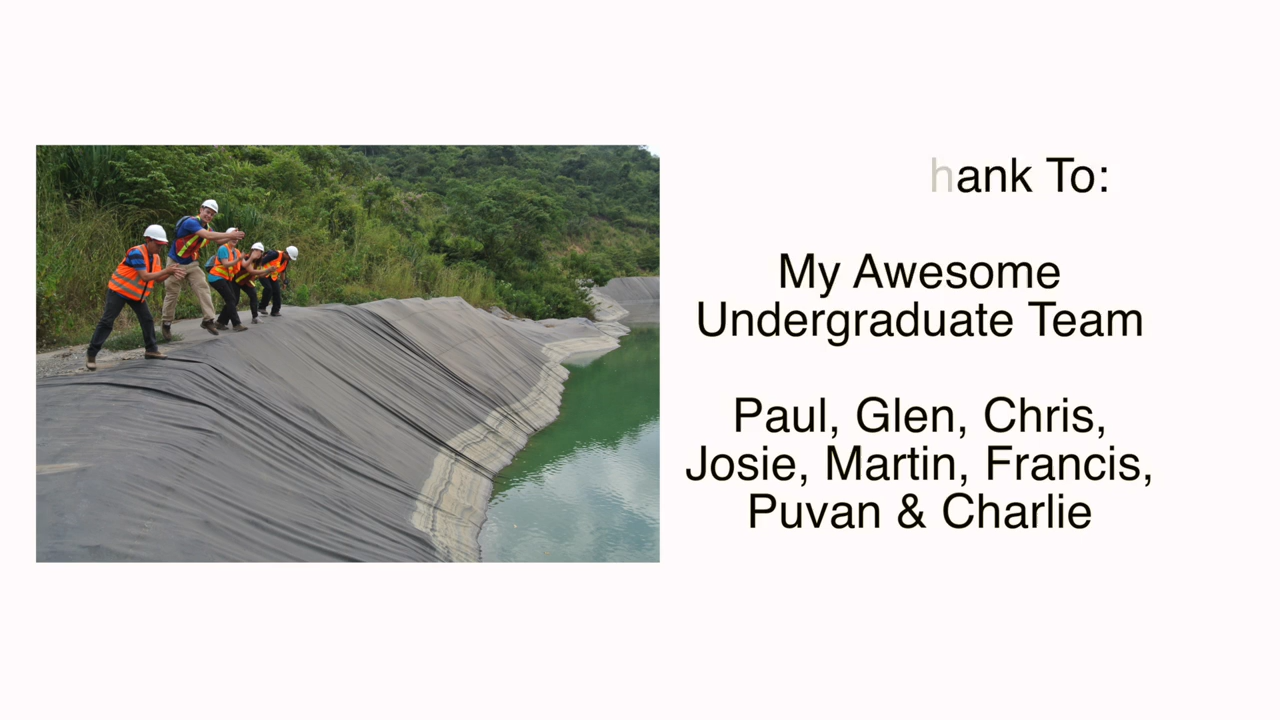 hank To:
My Awesome
Undergraduate Team
Paul, Glen, Chris,
Josie, Martin, Francis,
Puvan & Charlie